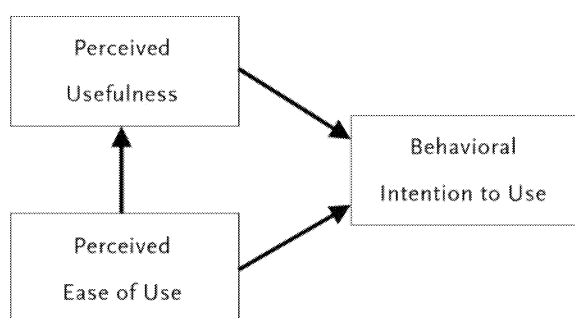 Perceived
Usefulness
Behavioral
Intention to Use
Perceived
Ease of Use